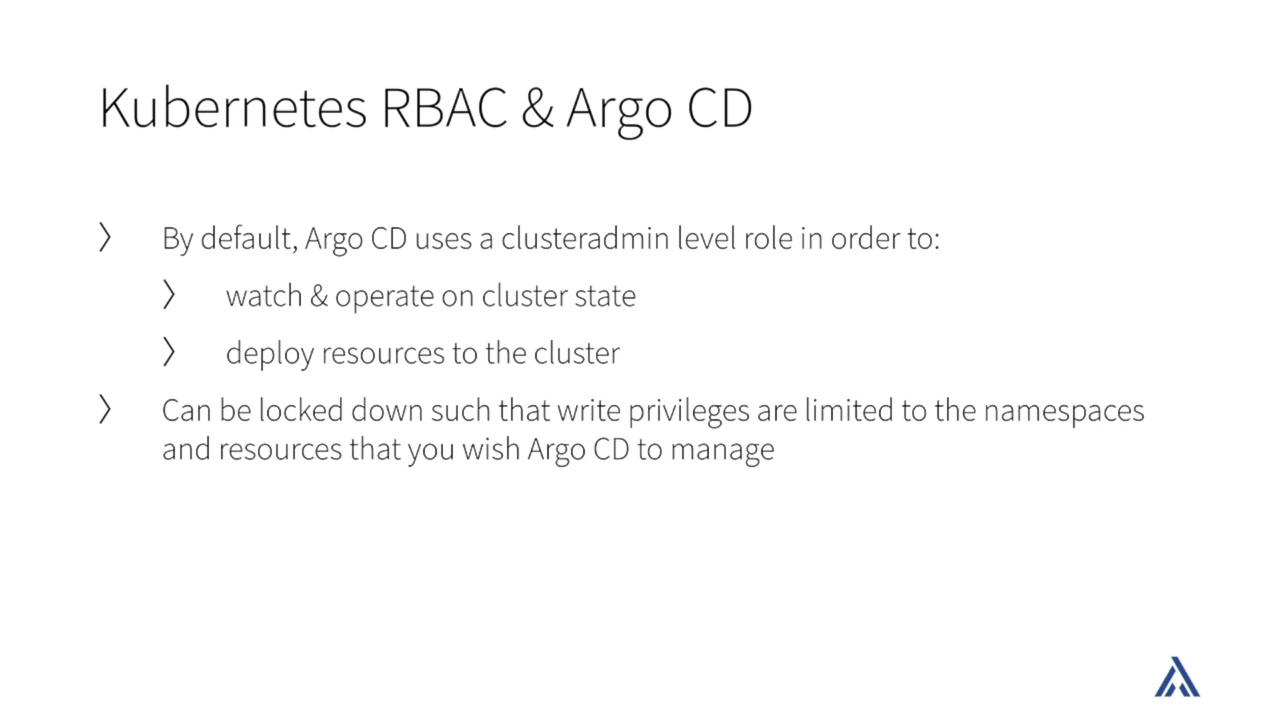 Kubernetes RBAC & Argo CD
By default, Argo CD uses a clusteradmin level role in order to:
watch & operate on cluster state
deploy resources to the cluster
Can be locked down such that write privileges are limited to the namespaces
and resources that you wish Argo CD to manage